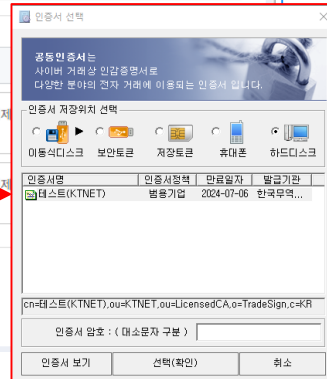 인증서 선택
공동인증서는
사이버 거래상 인감증명서로
다양한 분야의 전자 거래에 이용되는 인증서 입니다.
인증서 저장위치 선택
이동식디스크 보안토큰 저장토큰 휴대폰 하드디스크
인증서명 인증서정책 만료일자 발급기관
테스트(KTNET) 범용기업 2024-07-06 한국무역...
cn=테스트(KTNET),ou=KTNET,ou=LicensedCA,o=TradeSign,c=KR
인증서 암호 : ( 대소문자 구분 )
인증서 보기 선택(확인) 취소
제
제